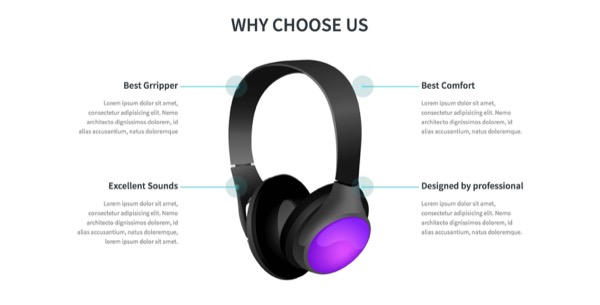 WHY CHOOSE US
Best Gripper
Lorem ipsum dolor sit amet,
consectetur adipisicing elit. Nemo
architecto dignissimos dolorem, id
alias accusantium, natus doloremque
Best Comfort
Lorem ipsum dolor sit amet,
consectetur adipisicing elit. Nemo
architecto dignissimos dolorem, id
alias accusantium, natus doloremque.
Excellent Sounds
Lorem ipsum dolor sit amet,
consectetur adipisicing elit. Nemo
architecto dignissimos dolorem, id
alias accusantium, natus doloremque,
lorem ipsum dolor sit amet.
Designed by professional
Lorem ipsum dolor sit amet,
consectetur adipisicing elit. Nemo
architecto dignissimos dolorem, id
alias accusantium, natus doloremque.